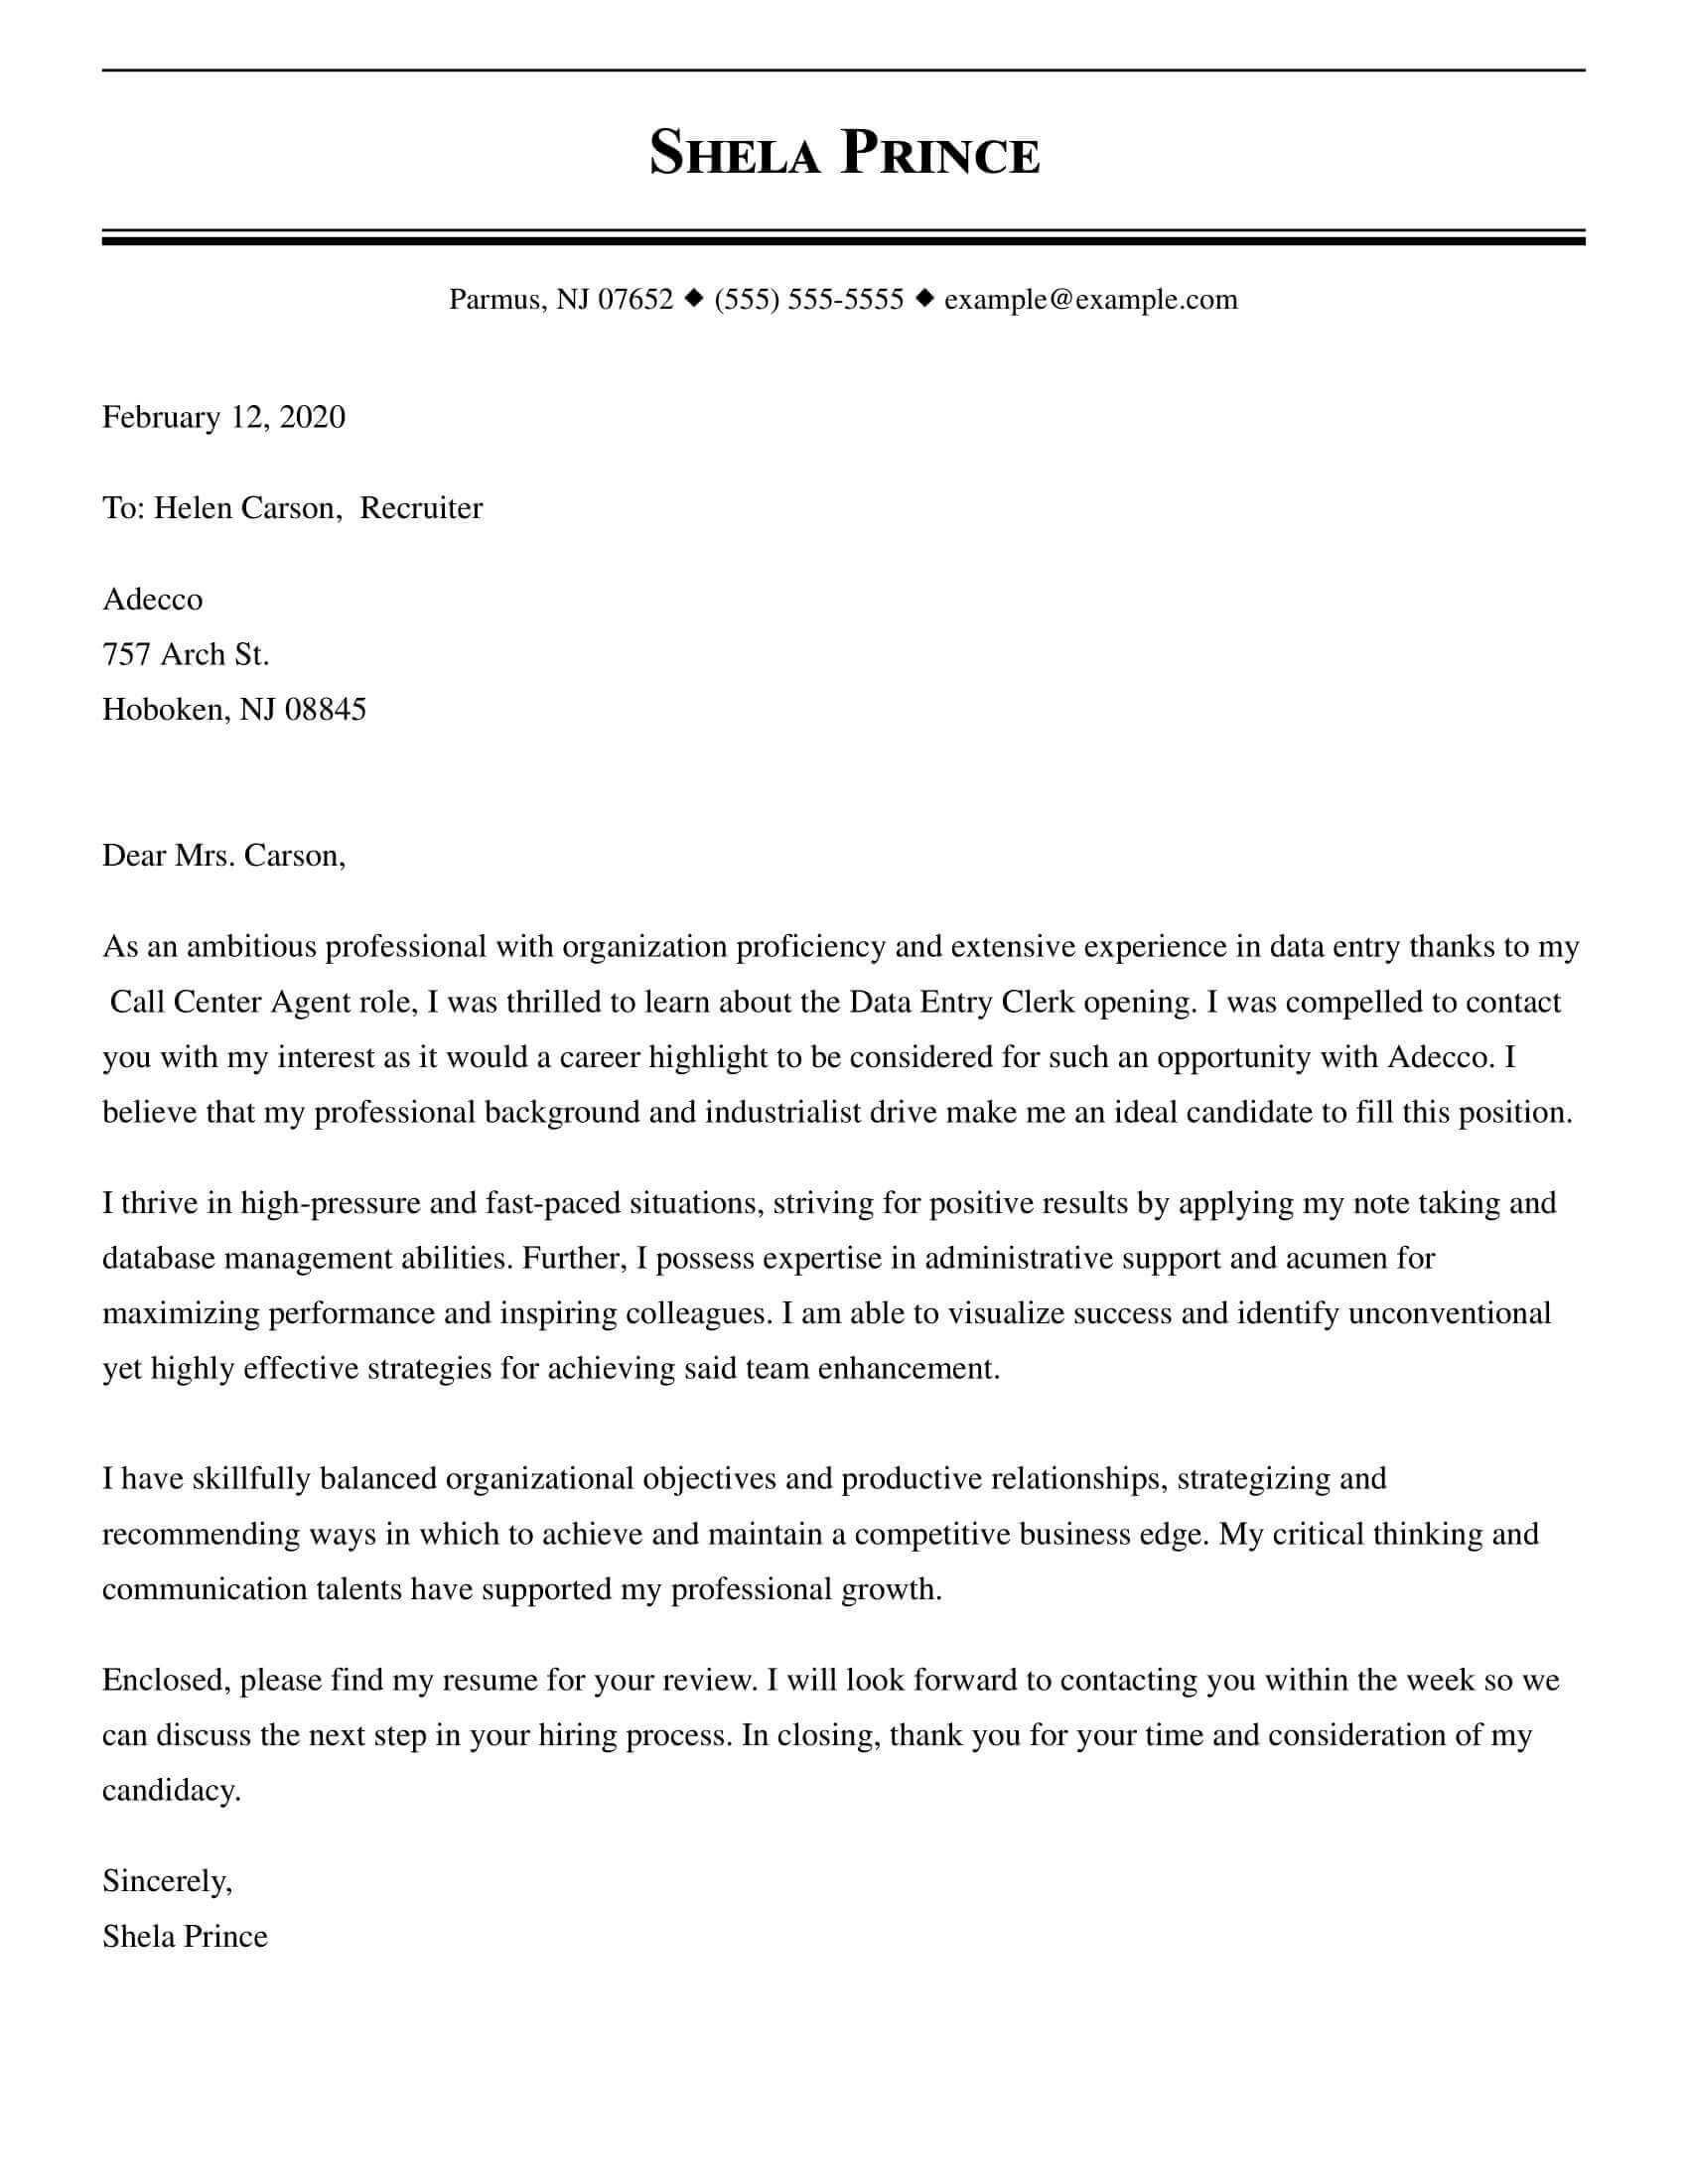 Shela Prince
Parmus, NJ 07652 ◆ (555) 555-5555 ◆ example@example.com
February 12, 2020
To: Helen Carson,  Recruiter
Adecco
757 Arch St.
Hoboken, NJ 08845
Dear Mrs. Carson,
As an ambitious professional with organization proficiency and extensive experience in data entry thanks to my
Call Center Agent role, I was thrilled to learn about the Data Entry Clerk opening. I was compelled to contact
you with my interest as it would a career highlight to be considered for such an opportunity with Adecco. I
believe that my professional background and industrialist drive make me an ideal candidate to fill this position.
I thrive in high-pressure and fast-paced situations, striving for positive results by applying my note taking and
database management abilities. Further, I possess expertise in administrative support and acumen for
maximizing performance and inspiring colleagues. I am able to visualize success and identify unconventional
yet highly effective strategies for achieving said team enhancement.
I have skillfully balanced organizational objectives and productive relationships, strategizing and
recommending ways in which to achieve and maintain a competitive business edge. My critical thinking and
communication talents have supported my professional growth.
Enclosed, please find my resume for your review. I will look forward to contacting you within the week so we
can discuss the next step in your hiring process. In closing, thank you for your time and consideration of my
candidacy.
Sincerely,
Shela Prince